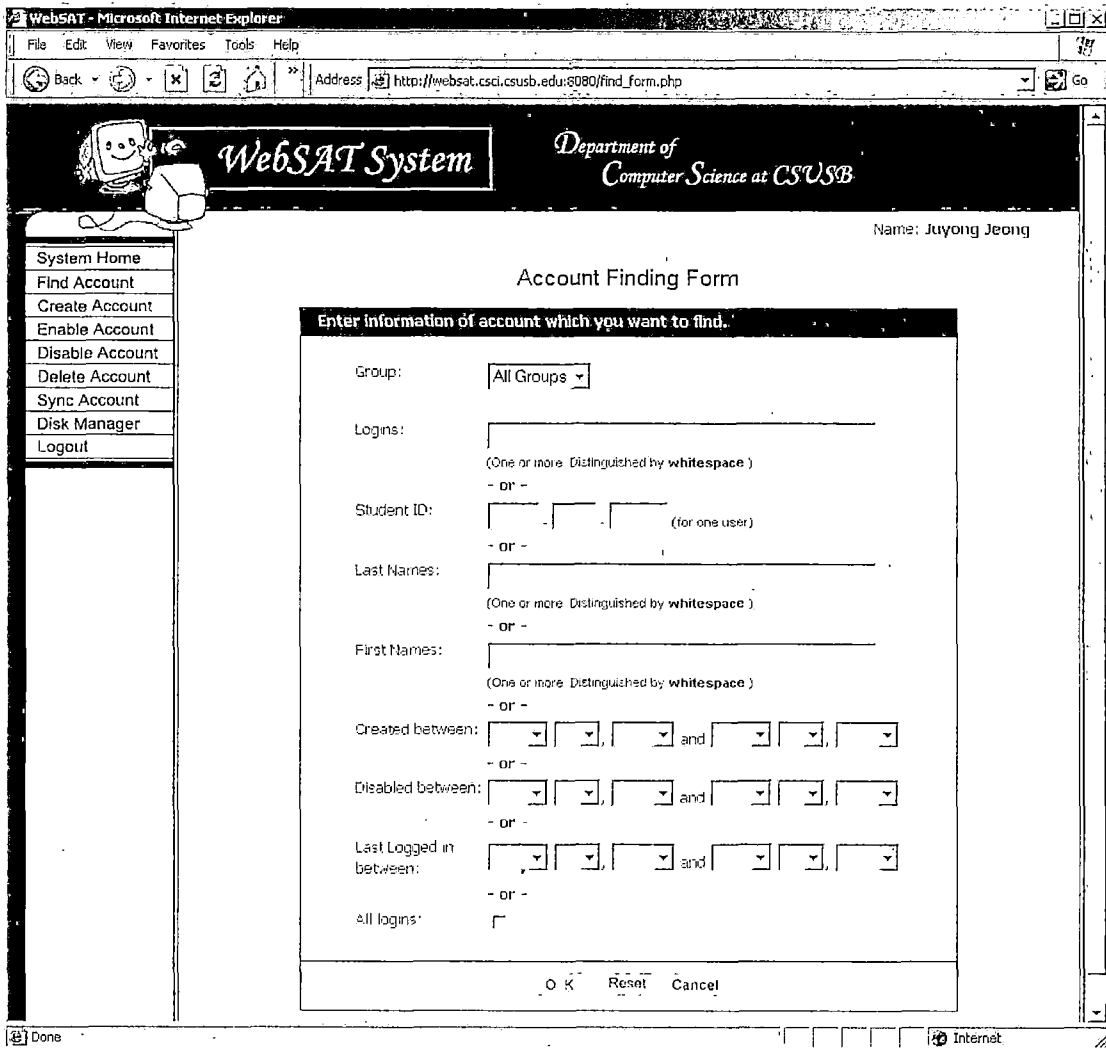 WebSAT - Microsoft Internet Explorer
File Edit View Favorites Tools Help
Back » Address http://websat.csci.csusb.edu:8080/find_form.php Go
WebSAT System
Department of
Computer Science at CSUSB
Name: Juyong Jeong
System Home
Find Account
Create Account
Enable Account
Disable Account
Delete Account
Sync Account
Disk Manager
Logout
Account Finding Form
Enter information of account which you want to find.
Group: All Groups
Logins:
(One or more Distinguished by whitespace )
- or -
Student ID: - - (for one user)
- or -
Last Names:
(One or more Distinguished by whitespace )
- or -
First Names:
(One or more Distinguished by whitespace )
- or -
Created between: , and ,
- or -
Disabled between: , and ,
- or -
Last Logged in
between: , and ,
- or -
All logins:
O K Reset Cancel
Done Internet